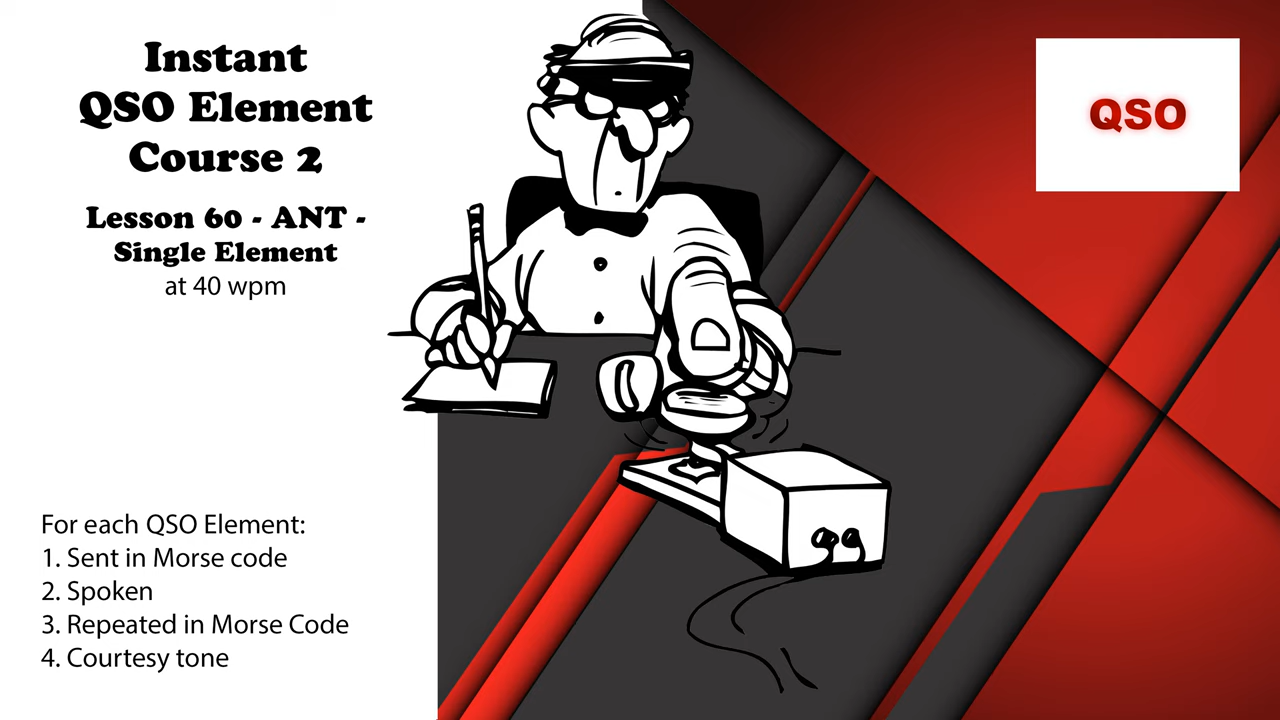 Instant
QSO Element
Course 2
Lesson 60 - ANT -
Single Element
at 40 wpm
QSO
For each QSO Element:
1. Sent in Morse code
2. Spoken
3. Repeated in Morse Code
4. Courtesy tone